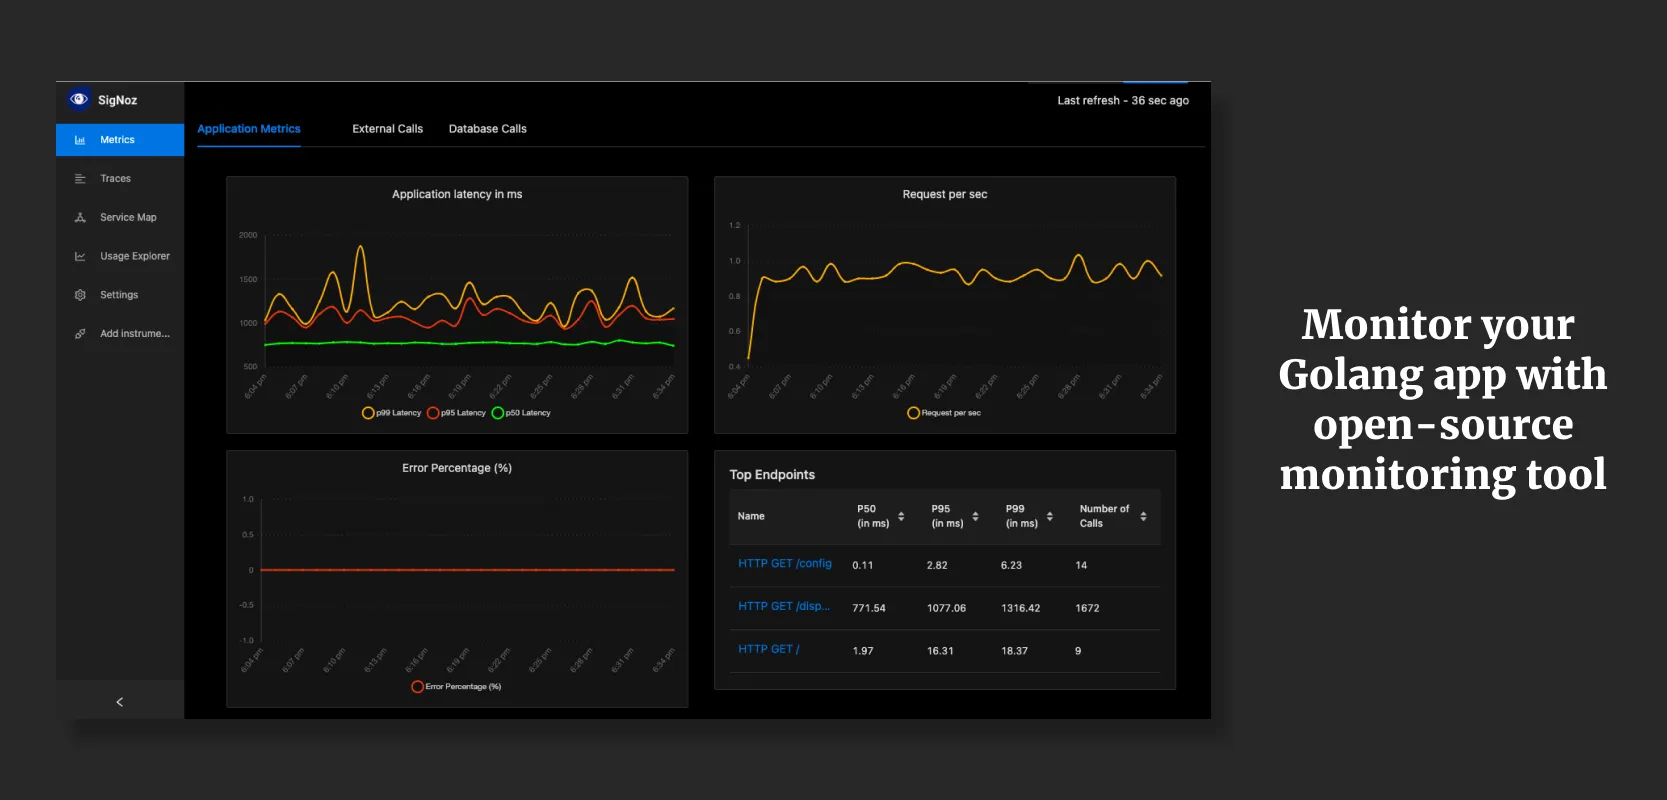 SigNoz
Last refresh - 36 sec ago
Metrics
Traces
Service Map
Usage Explorer
Settings
Add instrume...
Application Metrics External Calls Database Calls
Application latency in ms
2000
1500
1000
500
6:04 pm 6:07 pm 6:10 pm 6:13 pm 6:16 pm 6:19 pm 6:22 pm 6:25 pm 6:28 pm 6:31 pm 6:34 pm
p99 Latency p95 Latency p50 Latency
Request per sec
1.2
1.0
0.8
0.6
0.4
6:04 pm 6:07 pm 6:10 pm 6:13 pm 6:16 pm 6:19 pm 6:22 pm 6:25 pm 6:28 pm 6:31 pm 6:34 pm
Request per sec
Error Percentage (%)
1.0
0.5
0
-0.5
-1.0
6:04 pm 6:07 pm 6:10 pm 6:13 pm 6:16 pm 6:19 pm 6:22 pm 6:25 pm 6:28 pm 6:31 pm 6:34 pm
Error Percentage (%)
Top Endpoints
Name P50 (in ms) P95 (in ms) P99 (in ms) Number of Calls
HTTP GET /config 0.11 2.82 6.23 14
HTTP GET /disp... 771.54 1077.06 1316.42 1672
HTTP GET / 1.97 16.31 18.37 9
Monitor your
Golang app with
open-source
monitoring tool